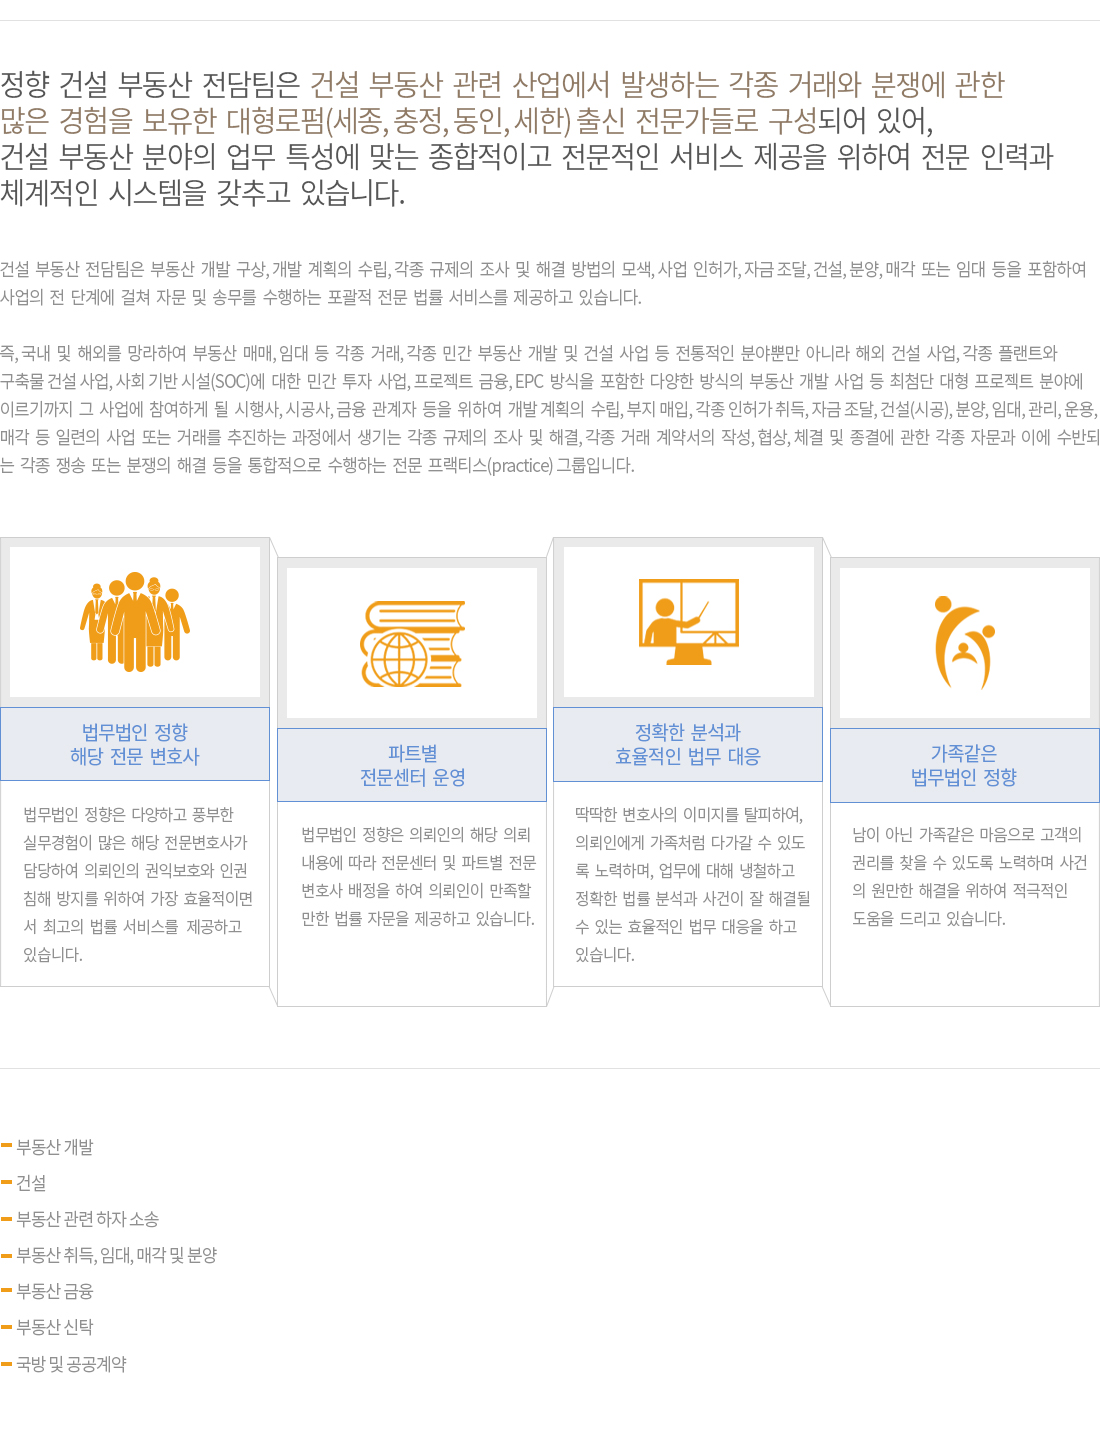 정향 건설 부동산 전담팀은 건설 부동산 관련 산업에서 발생하는 각종 거래와 분쟁에 관한
많은 경험을 보유한 대형로펌(세종, 충정, 동인, 세한) 출신 전문가들로 구성되어 있어,
건설 부동산 분야의 업무 특성에 맞는 종합적이고 전문적인 서비스 제공을 위하여 전문 인력과
체계적인 시스템을 갖추고 있습니다.
건설 부동산 전담팀은 부동산 개발 구상, 개발 계획의 수립, 각종 규제의 조사 및 해결 방법의 모색, 사업 인허가, 자금 조달, 건설, 분양, 매각 또는 임대 등을 포함하여
사업의 전 단계에 걸쳐 자문 및 송무를 수행하는 포괄적 전문 법률 서비스를 제공하고 있습니다.
즉, 국내 및 해외를 망라하여 부동산 매매, 임대 등 각종 거래, 각종 민간 부동산 개발 및 건설 사업 등 전통적인 분야뿐만 아니라 해외 건설 사업, 각종 플랜트와
구축물 건설 사업, 사회 기반 시설(SOC)에 대한 민간 투자 사업, 프로젝트 금융, EPC 방식을 포함한 다양한 방식의 부동산 개발 사업 등 최첨단 대형 프로젝트 분야에
이르기까지 그 사업에 참여하게 될 시행사, 시공사, 금융 관계자 등을 위하여 개발 계획의 수립, 부지 매입, 각종 인허가 취득, 자금 조달, 건설(시공), 분양, 임대, 관리, 운용,
매각 등 일련의 사업 또는 거래를 추진하는 과정에서 생기는 각종 규제의 조사 및 해결, 각종 거래 계약서의 작성, 협상, 체결 및 종결에 관한 각종 자문과 이에 수반되
는 각종 쟁송 또는 분쟁의 해결 등을 통합적으로 수행하는 전문 프랙티스(practice) 그룹입니다.
법무법인 정향
해당 전문 변호사
법무법인 정향은 다양하고 풍부한
실무경험이 많은 해당 전문변호사가
담당하여 의뢰인의 권익보호와 인권
침해 방지를 위하여 가장 효율적이면
서 최고의 법률 서비스를 제공하고
있습니다.
파트별
전문센터 운영
법무법인 정향은 의뢰인의 해당 의뢰
내용에 따라 전문센터 및 파트별 전문
변호사 배정을 하여 의뢰인이 만족할
만한 법률 자문을 제공하고 있습니다.
정확한 분석과
효율적인 법무 대응
딱딱한 변호사의 이미지를 탈피하여,
의뢰인에게 가족처럼 다가갈 수 있도
록 노력하며, 업무에 대해 냉철하고
정확한 법률 분석과 사건이 잘 해결될
수 있는 효율적인 법무 대응을 하고
있습니다.
가족같은
법무법인 정향
남이 아닌 가족같은 마음으로 고객의
권리를 찾을 수 있도록 노력하며 사건
의 원만한 해결을 위하여 적극적인
도움을 드리고 있습니다.
부동산 개발
건설
부동산 관련 하자 소송
부동산 취득, 임대, 매각 및 분양
부동산 금융
부동산 신탁
국방 및 공공계약